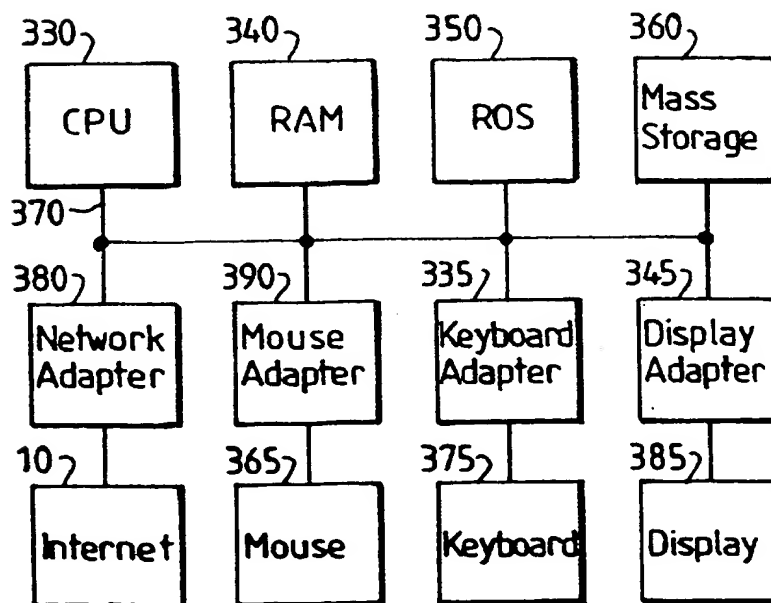 330 340 350 360
CPU RAM ROS Mass
Storage
370
380 390 335 345
Network Mouse Keyboard Display
Adapter Adapter Adapter Adapter
10 365 375 385
Internet Mouse Keyboard Display